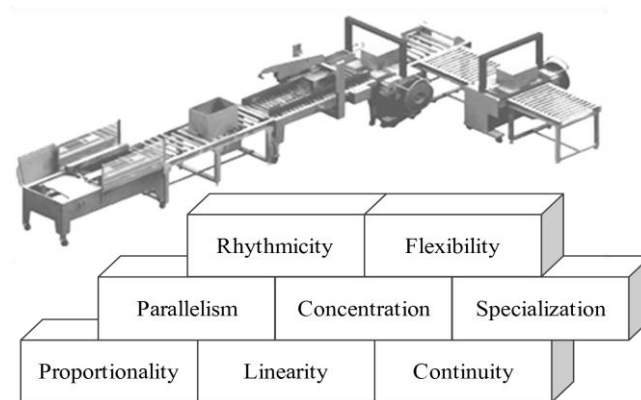 Rhythmicity Flexibility
Parallelism Concentration Specialization
Proportionality Linearity Continuity